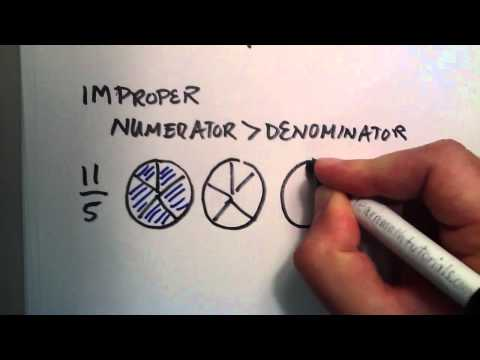 IMPROPER
NUMERATOR > DENOMINATOR
11
5